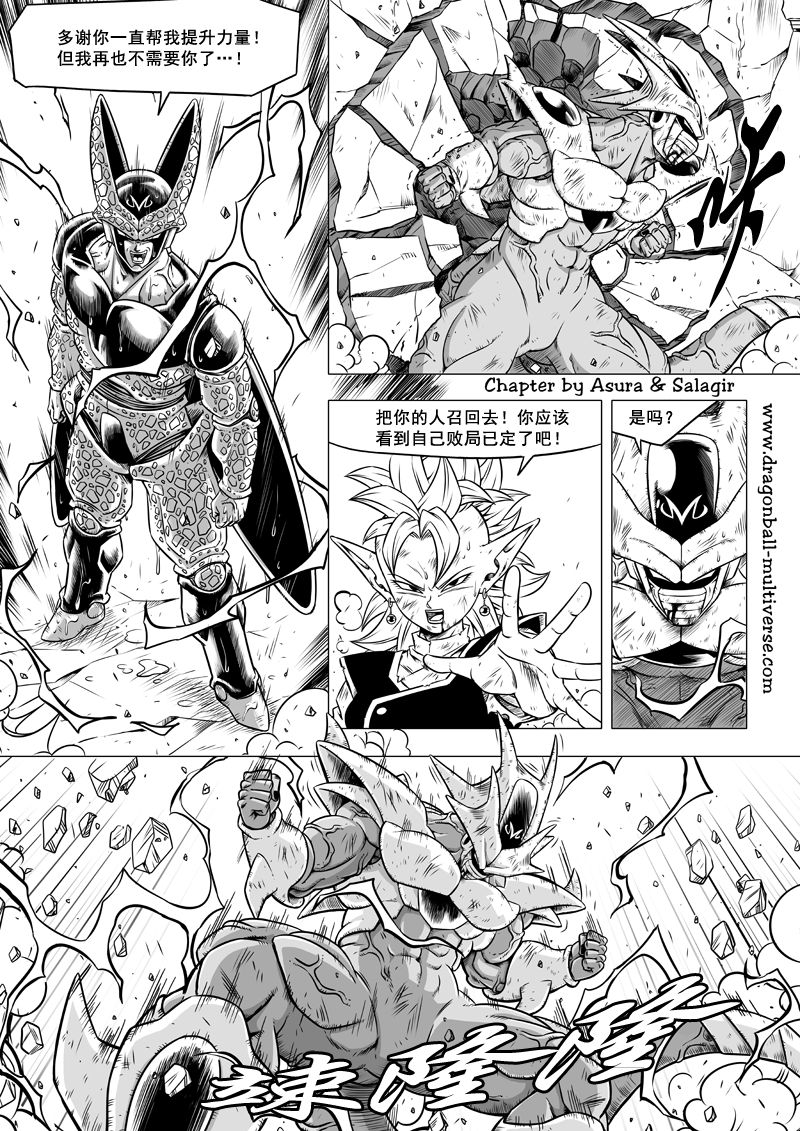 多谢你一直帮我提升力量！
但我再也不需要你了…！
咔
Chapter by Asura & Salagir
把你的人召回去！你应该
看到自己败局已定了吧！
是吗？
www.dragonball-multiverse.com
隆隆